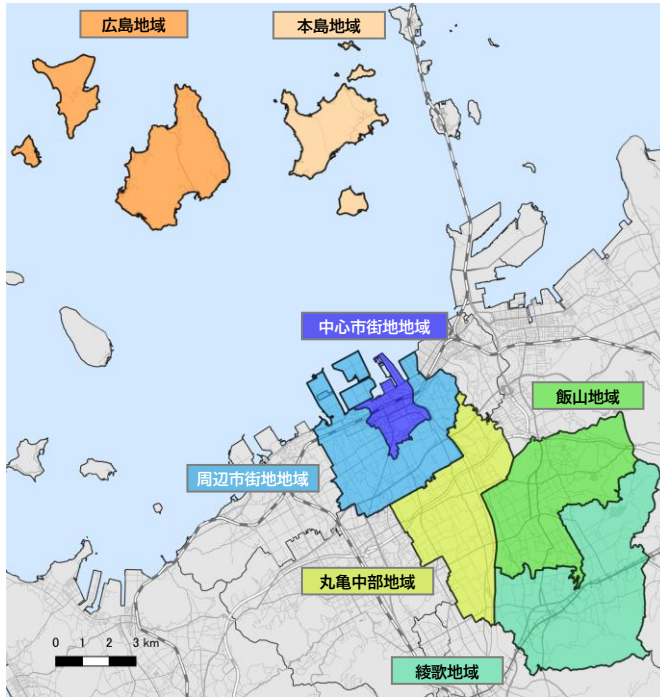 広島地域
本島地域
中心市街地地域
飯山地域
周辺市街地地域
丸亀中部地域
綾歌地域
0 1 2 3 km